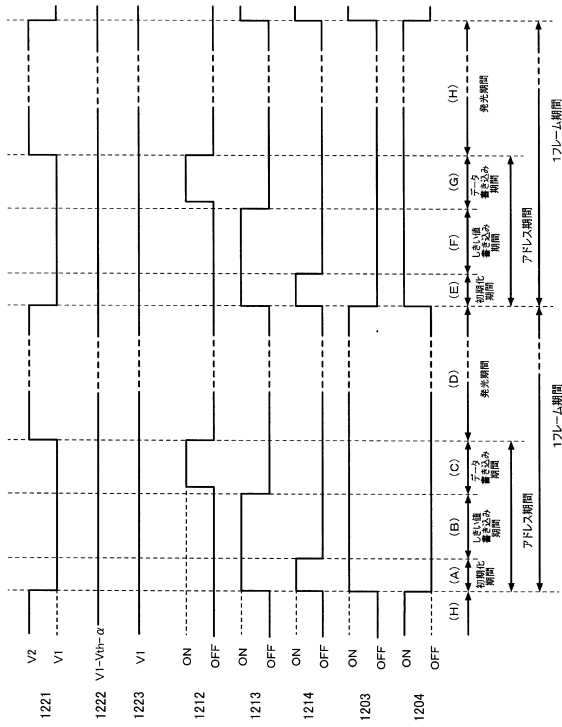 1221 V2
V1
1222 V1-Vth-α
1223 V1
1212 ON
OFF
1213 ON
OFF
1214 ON
OFF
1203 ON
OFF
1204 ON
OFF
(H) (A) (B) (C) (D) (E) (F) (G) (H)
初期化
期間
しきい値
書き込み
期間
データ
書き込み
期間
発光期間
初期化
期間
しきい値
書き込み
期間
データ
書き込み
期間
発光期間
アドレス期間
アドレス期間
1フレーム期間
1フレーム期間